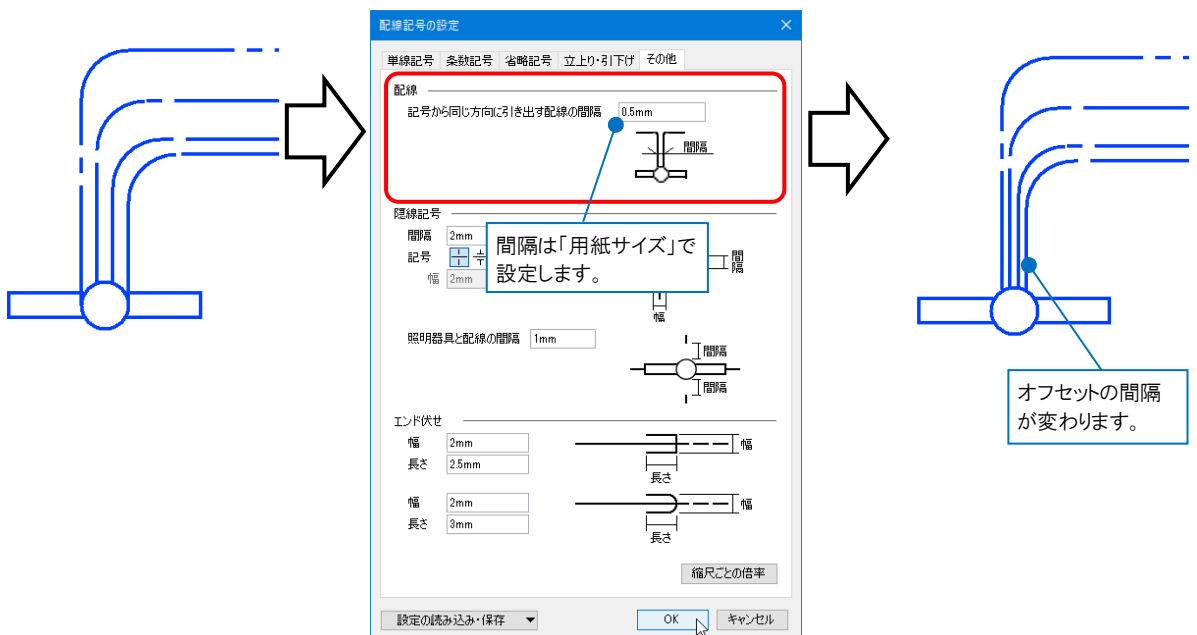 配線記号の設定
単線記号 条数記号 省略記号 立上り・引下げ その他
配線
記号から同じ方向に引き出す配線の間隔 0.5mm
間隔
隠線記号
間隔 2mm
記号
幅 2mm
間隔
幅
間隔は「用紙サイズ」で
設定します。
照明器具と配線の間隔 1mm
間隔
間隔
エンド伏せ
幅 2mm
長さ 2.5mm
幅
長さ
幅 2mm
長さ 3mm
幅
長さ
縮尺ごとの倍率
設定の読み込み・保存
OK
キャンセル
オフセットの間隔
が変わります。